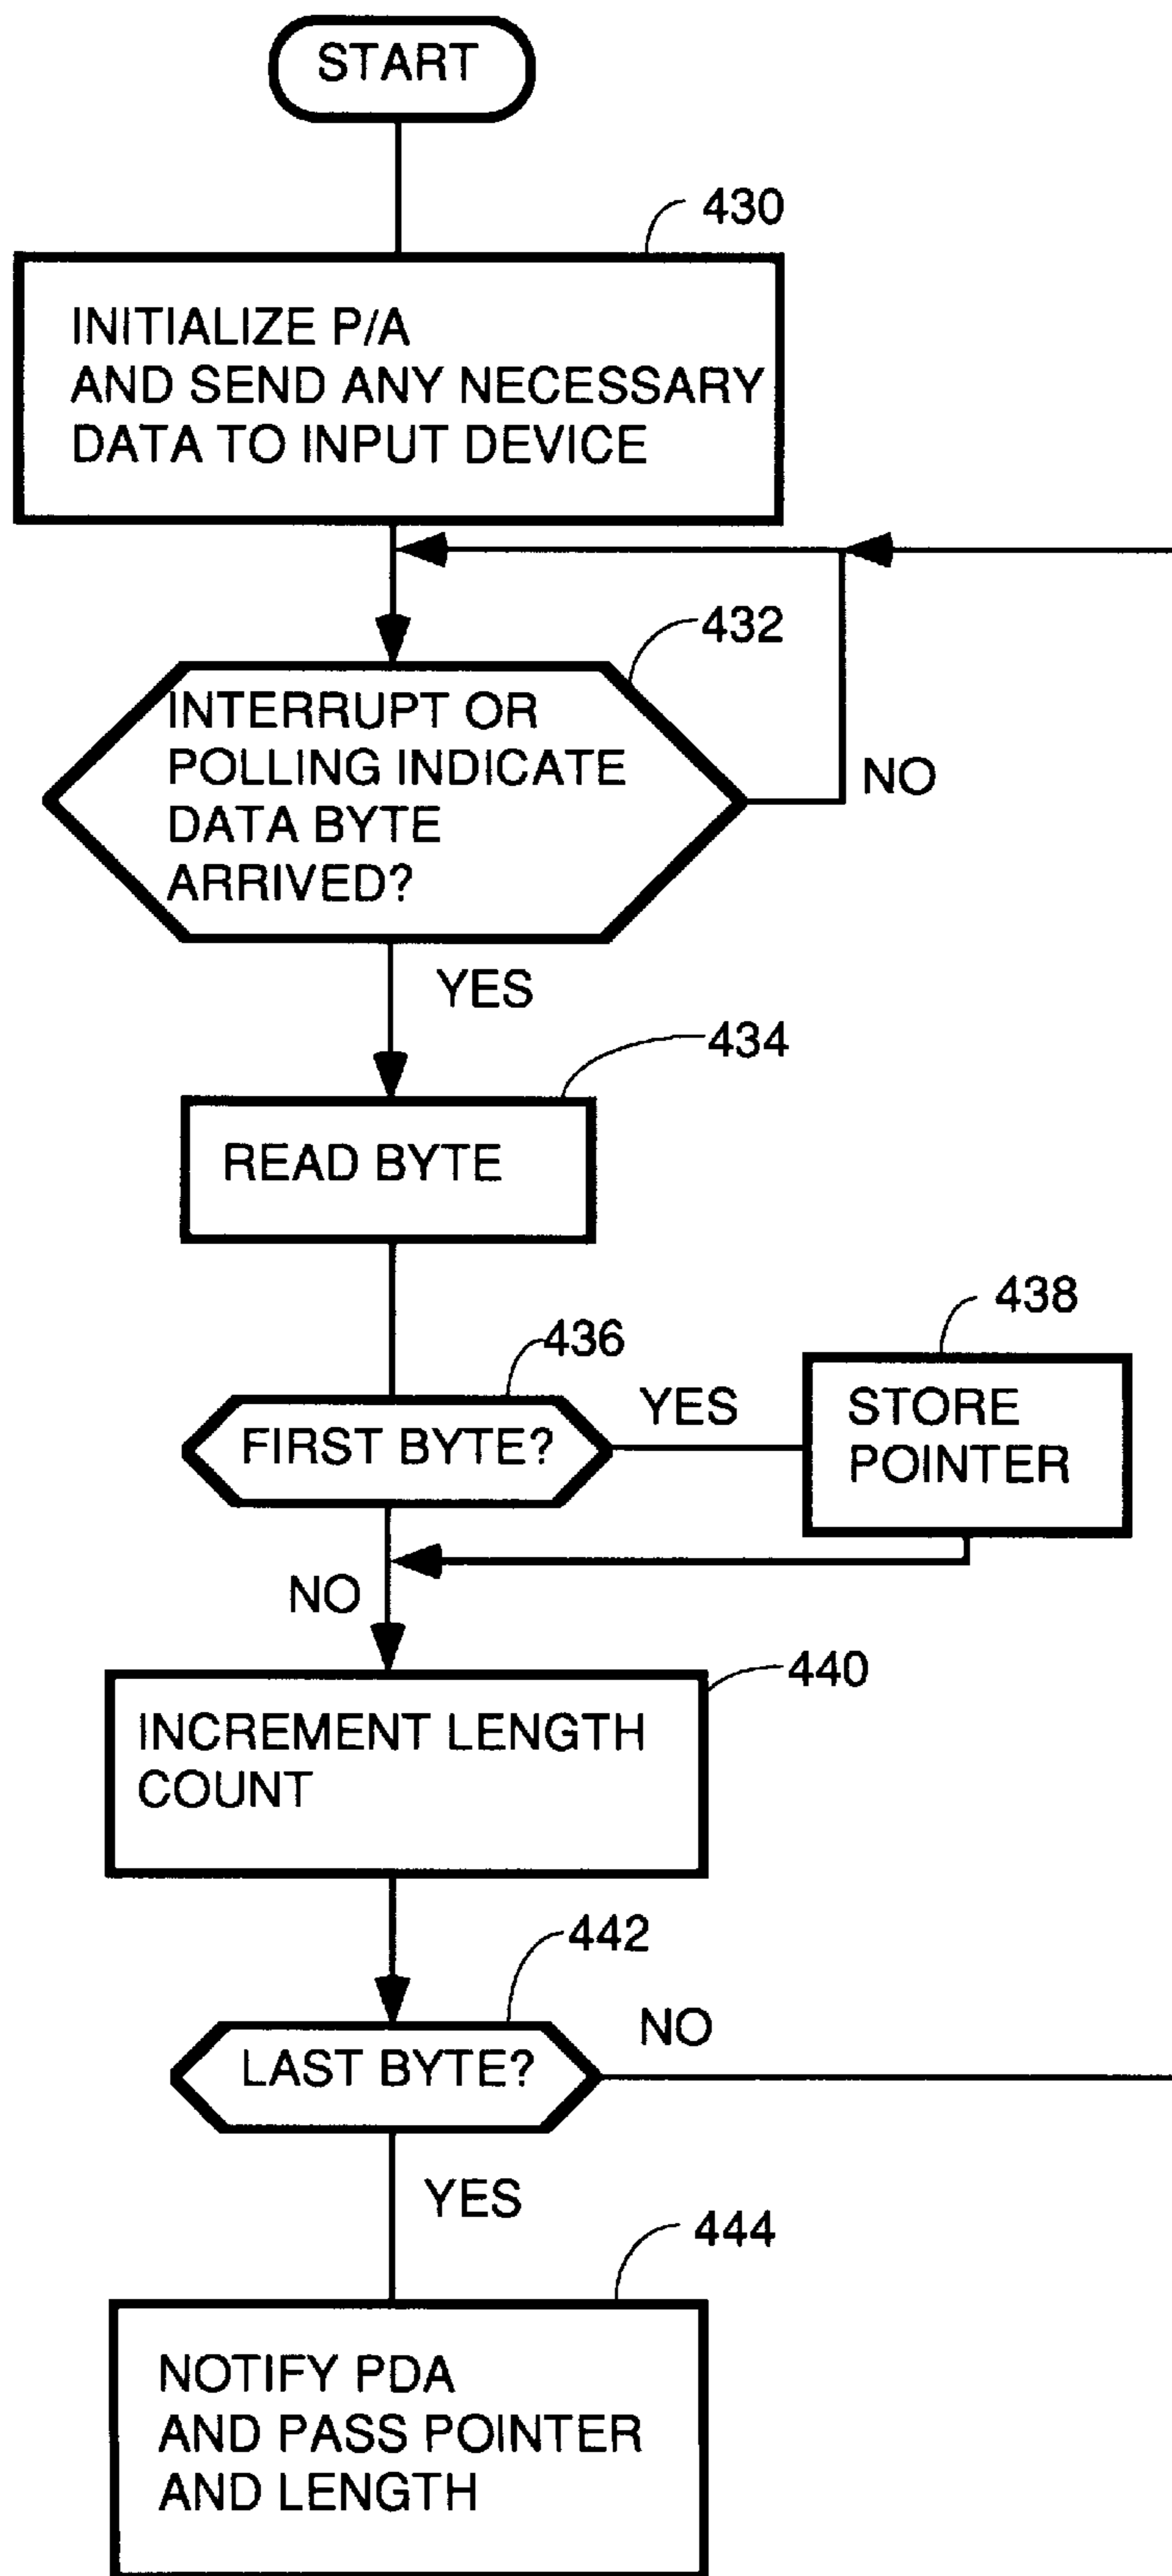 START
430
INITIALIZE P/A
AND SEND ANY NECESSARY
DATA TO INPUT DEVICE
432
INTERRUPT OR
POLLING INDICATE
DATA BYTE
ARRIVED?
NO
YES
434
READ BYTE
436
438
FIRST BYTE?
YES
STORE
POINTER
NO
440
INCREMENT LENGTH
COUNT
442
LAST BYTE?
NO
YES
444
NOTIFY PDA
AND PASS POINTER
AND LENGTH